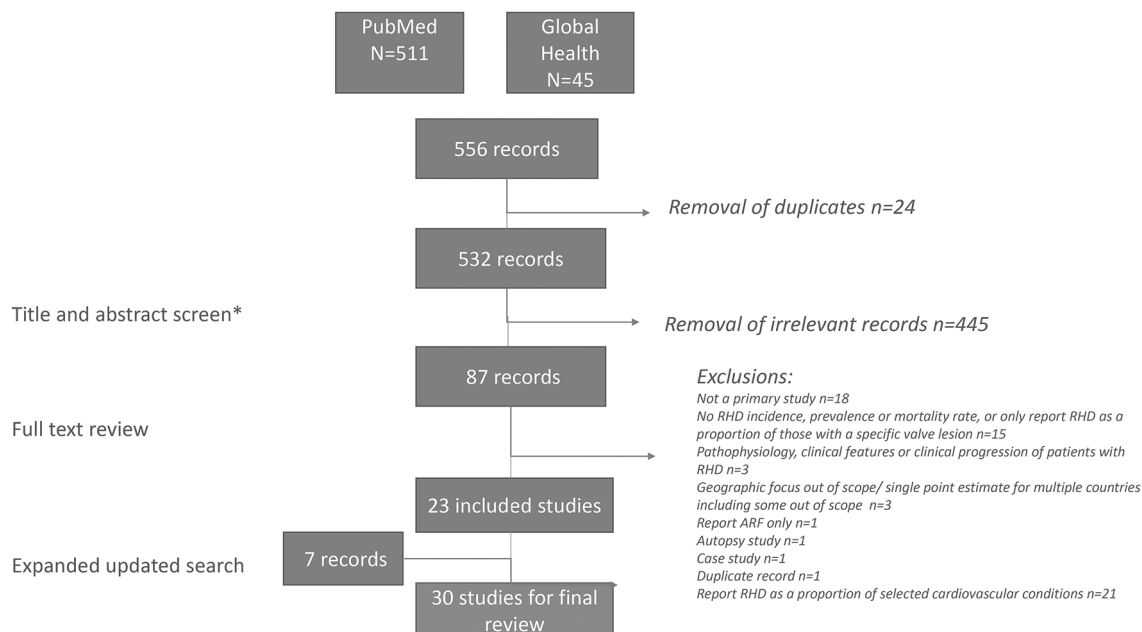 PubMed
N=511
Global
Health
N=45
556 records
Removal of duplicates n=24
532 records
Title and abstract screen*
Removal of irrelevant records n=445
87 records
Full text review
Exclusions:
Not a primary study n=18
No RHD incidence, prevalence or mortality rate, or only report RHD as a
proportion of those with a specific valve lesion n=15
Pathophysiology, clinical features or clinical progression of patients with
RHD n=3
Geographic focus out of scope/ single point estimate for multiple countries
including some out of scope n=3
Report ARF only n=1
Autopsy study n=1
Case study n=1
Duplicate record n=1
Report RHD as a proportion of selected cardiovascular conditions n=21
23 included studies
Expanded updated search
7 records
30 studies for final
review